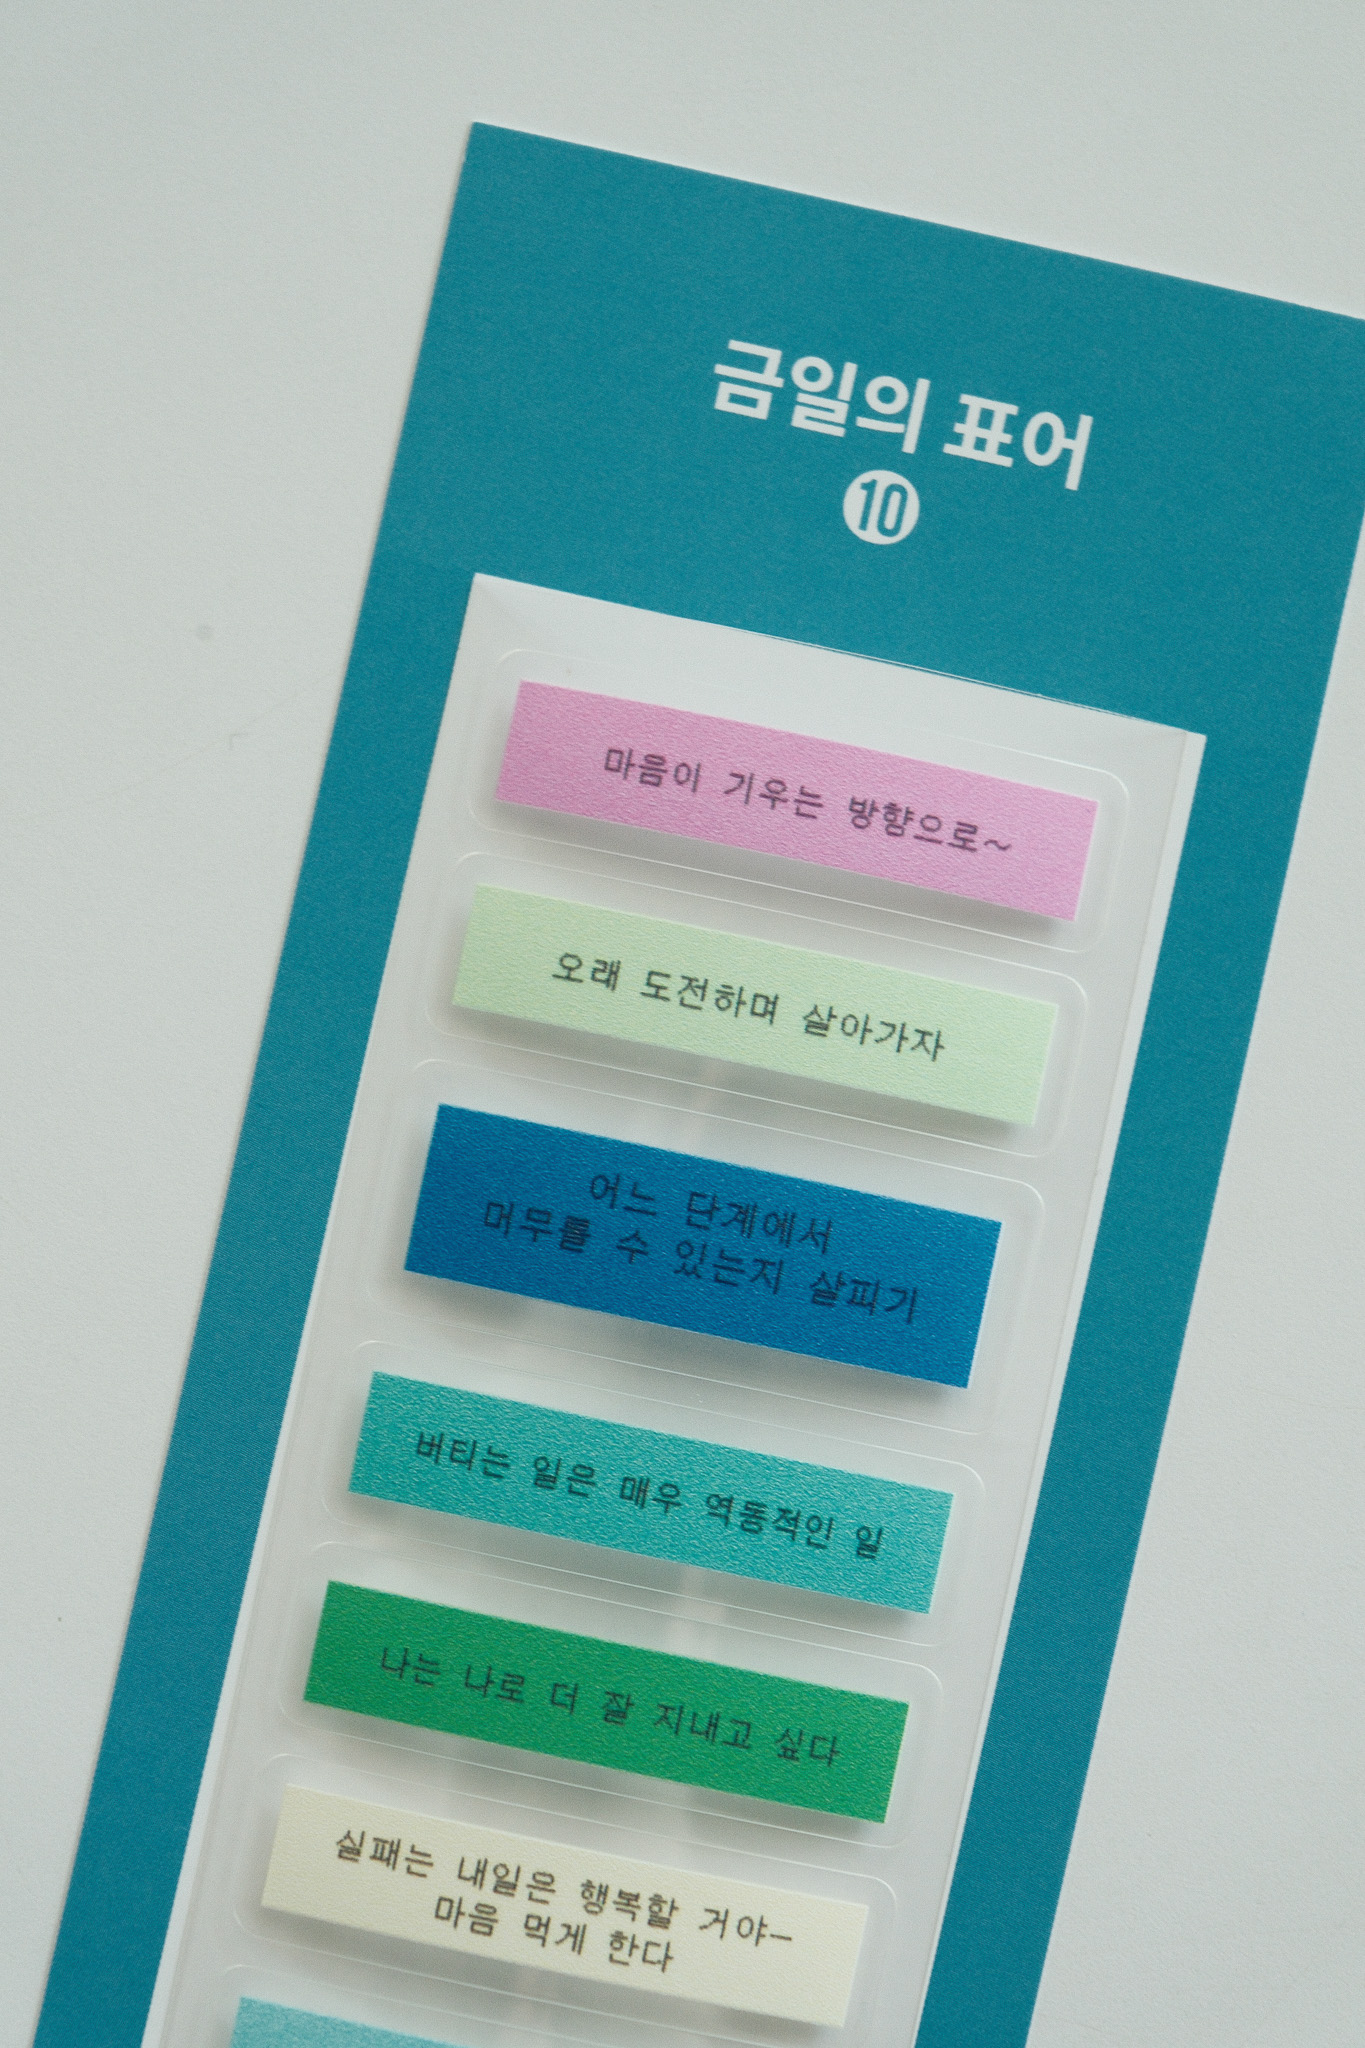 금일의 표어
10
마음이 기우는 방향으로~
오래 도전하며 살아가자
어느 단계에서
머무를 수 있는지 살피기
버티는 일은 매우 역동적인 일
나는 나로 더 잘 지내고 싶다
실패는 내일은 행복할 거야—
마음 먹게 한다